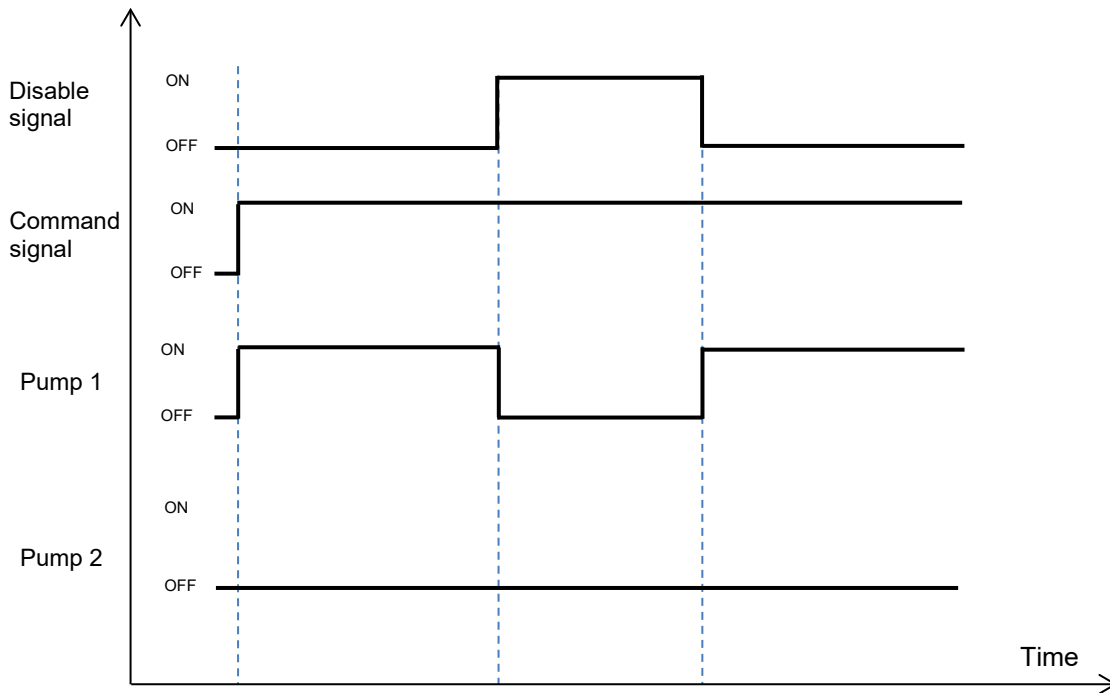 ON
Disable
signal
OFF
ON
Command
signal
OFF
ON
Pump 1
OFF
ON
Pump 2
OFF
Time